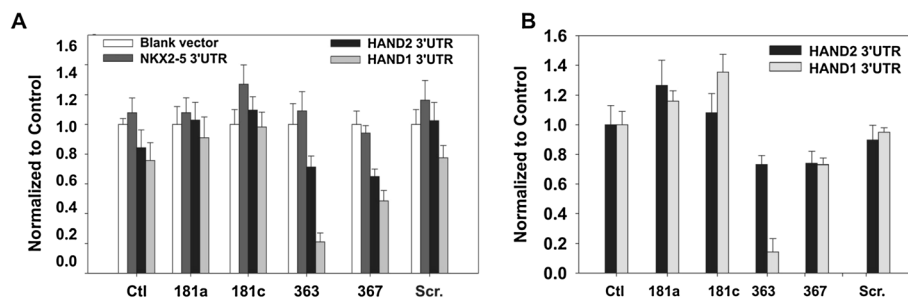 A
Normalized to Control
1.6
1.4
1.2
1.0
0.8
0.6
0.4
0.2
0.0
Blank vector
NKX2-5 3'UTR
HAND2 3'UTR
HAND1 3'UTR
Ctl 181a 181c 363 367 Scr.
B
Normalized to Control
1.6
1.4
1.2
1.0
0.8
0.6
0.4
0.2
0.0
HAND2 3'UTR
HAND1 3'UTR
Ctl 181a 181c 363 367 Scr.